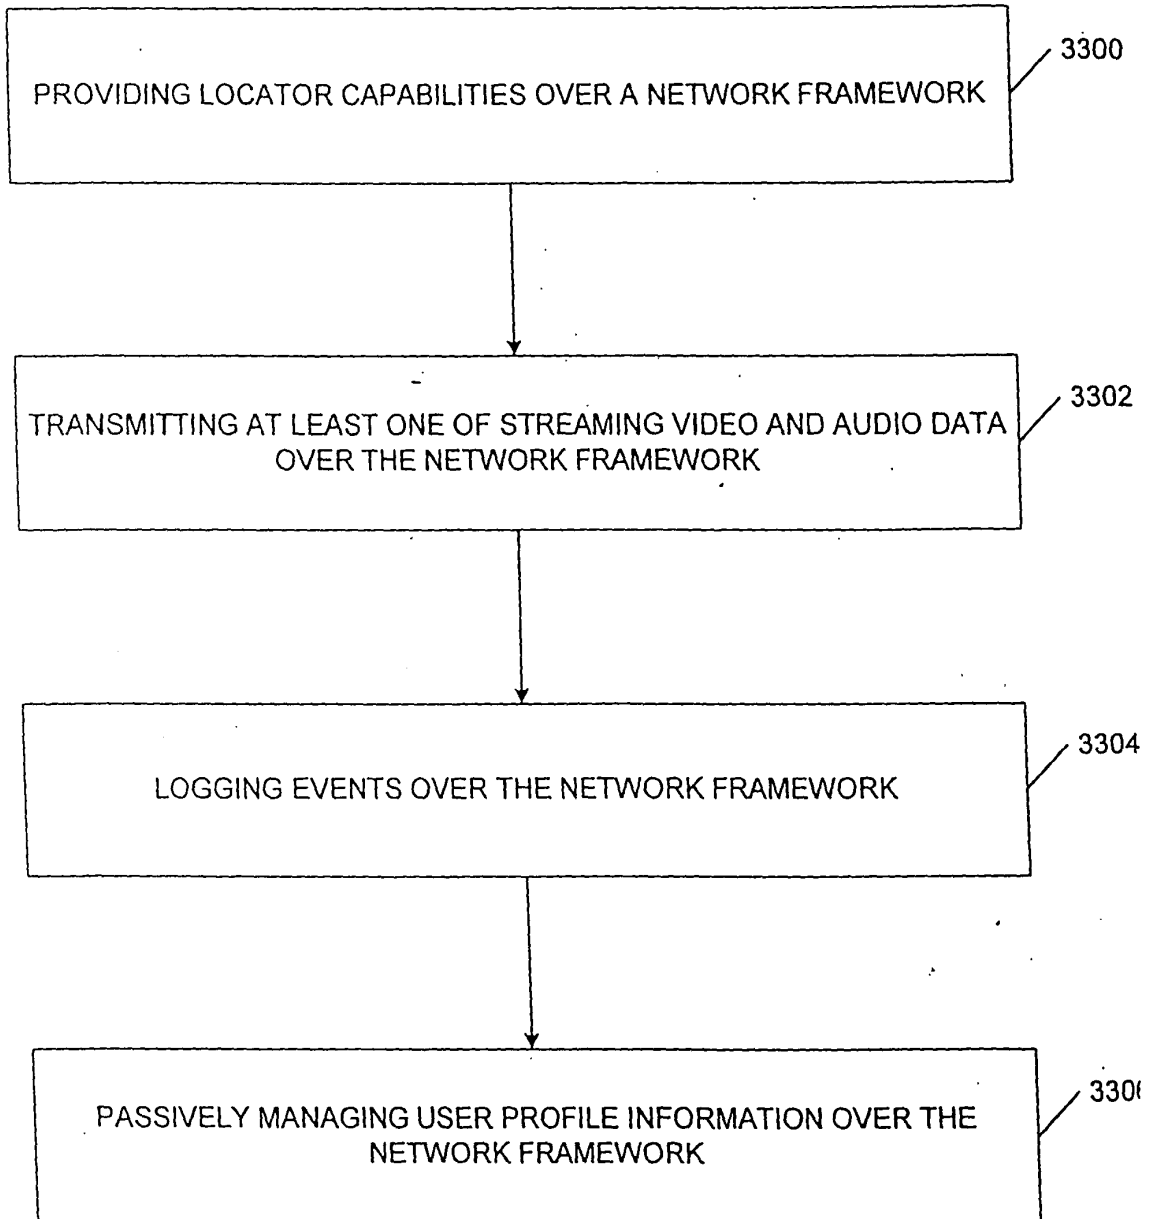 3300
PROVIDING LOCATOR CAPABILITIES OVER A NETWORK FRAMEWORK
3302
TRANSMITTING AT LEAST ONE OF STREAMING VIDEO AND AUDIO DATA
OVER THE NETWORK FRAMEWORK
3304
LOGGING EVENTS OVER THE NETWORK FRAMEWORK
PASSIVELY MANAGING USER PROFILE INFORMATION OVER THE
NETWORK FRAMEWORK